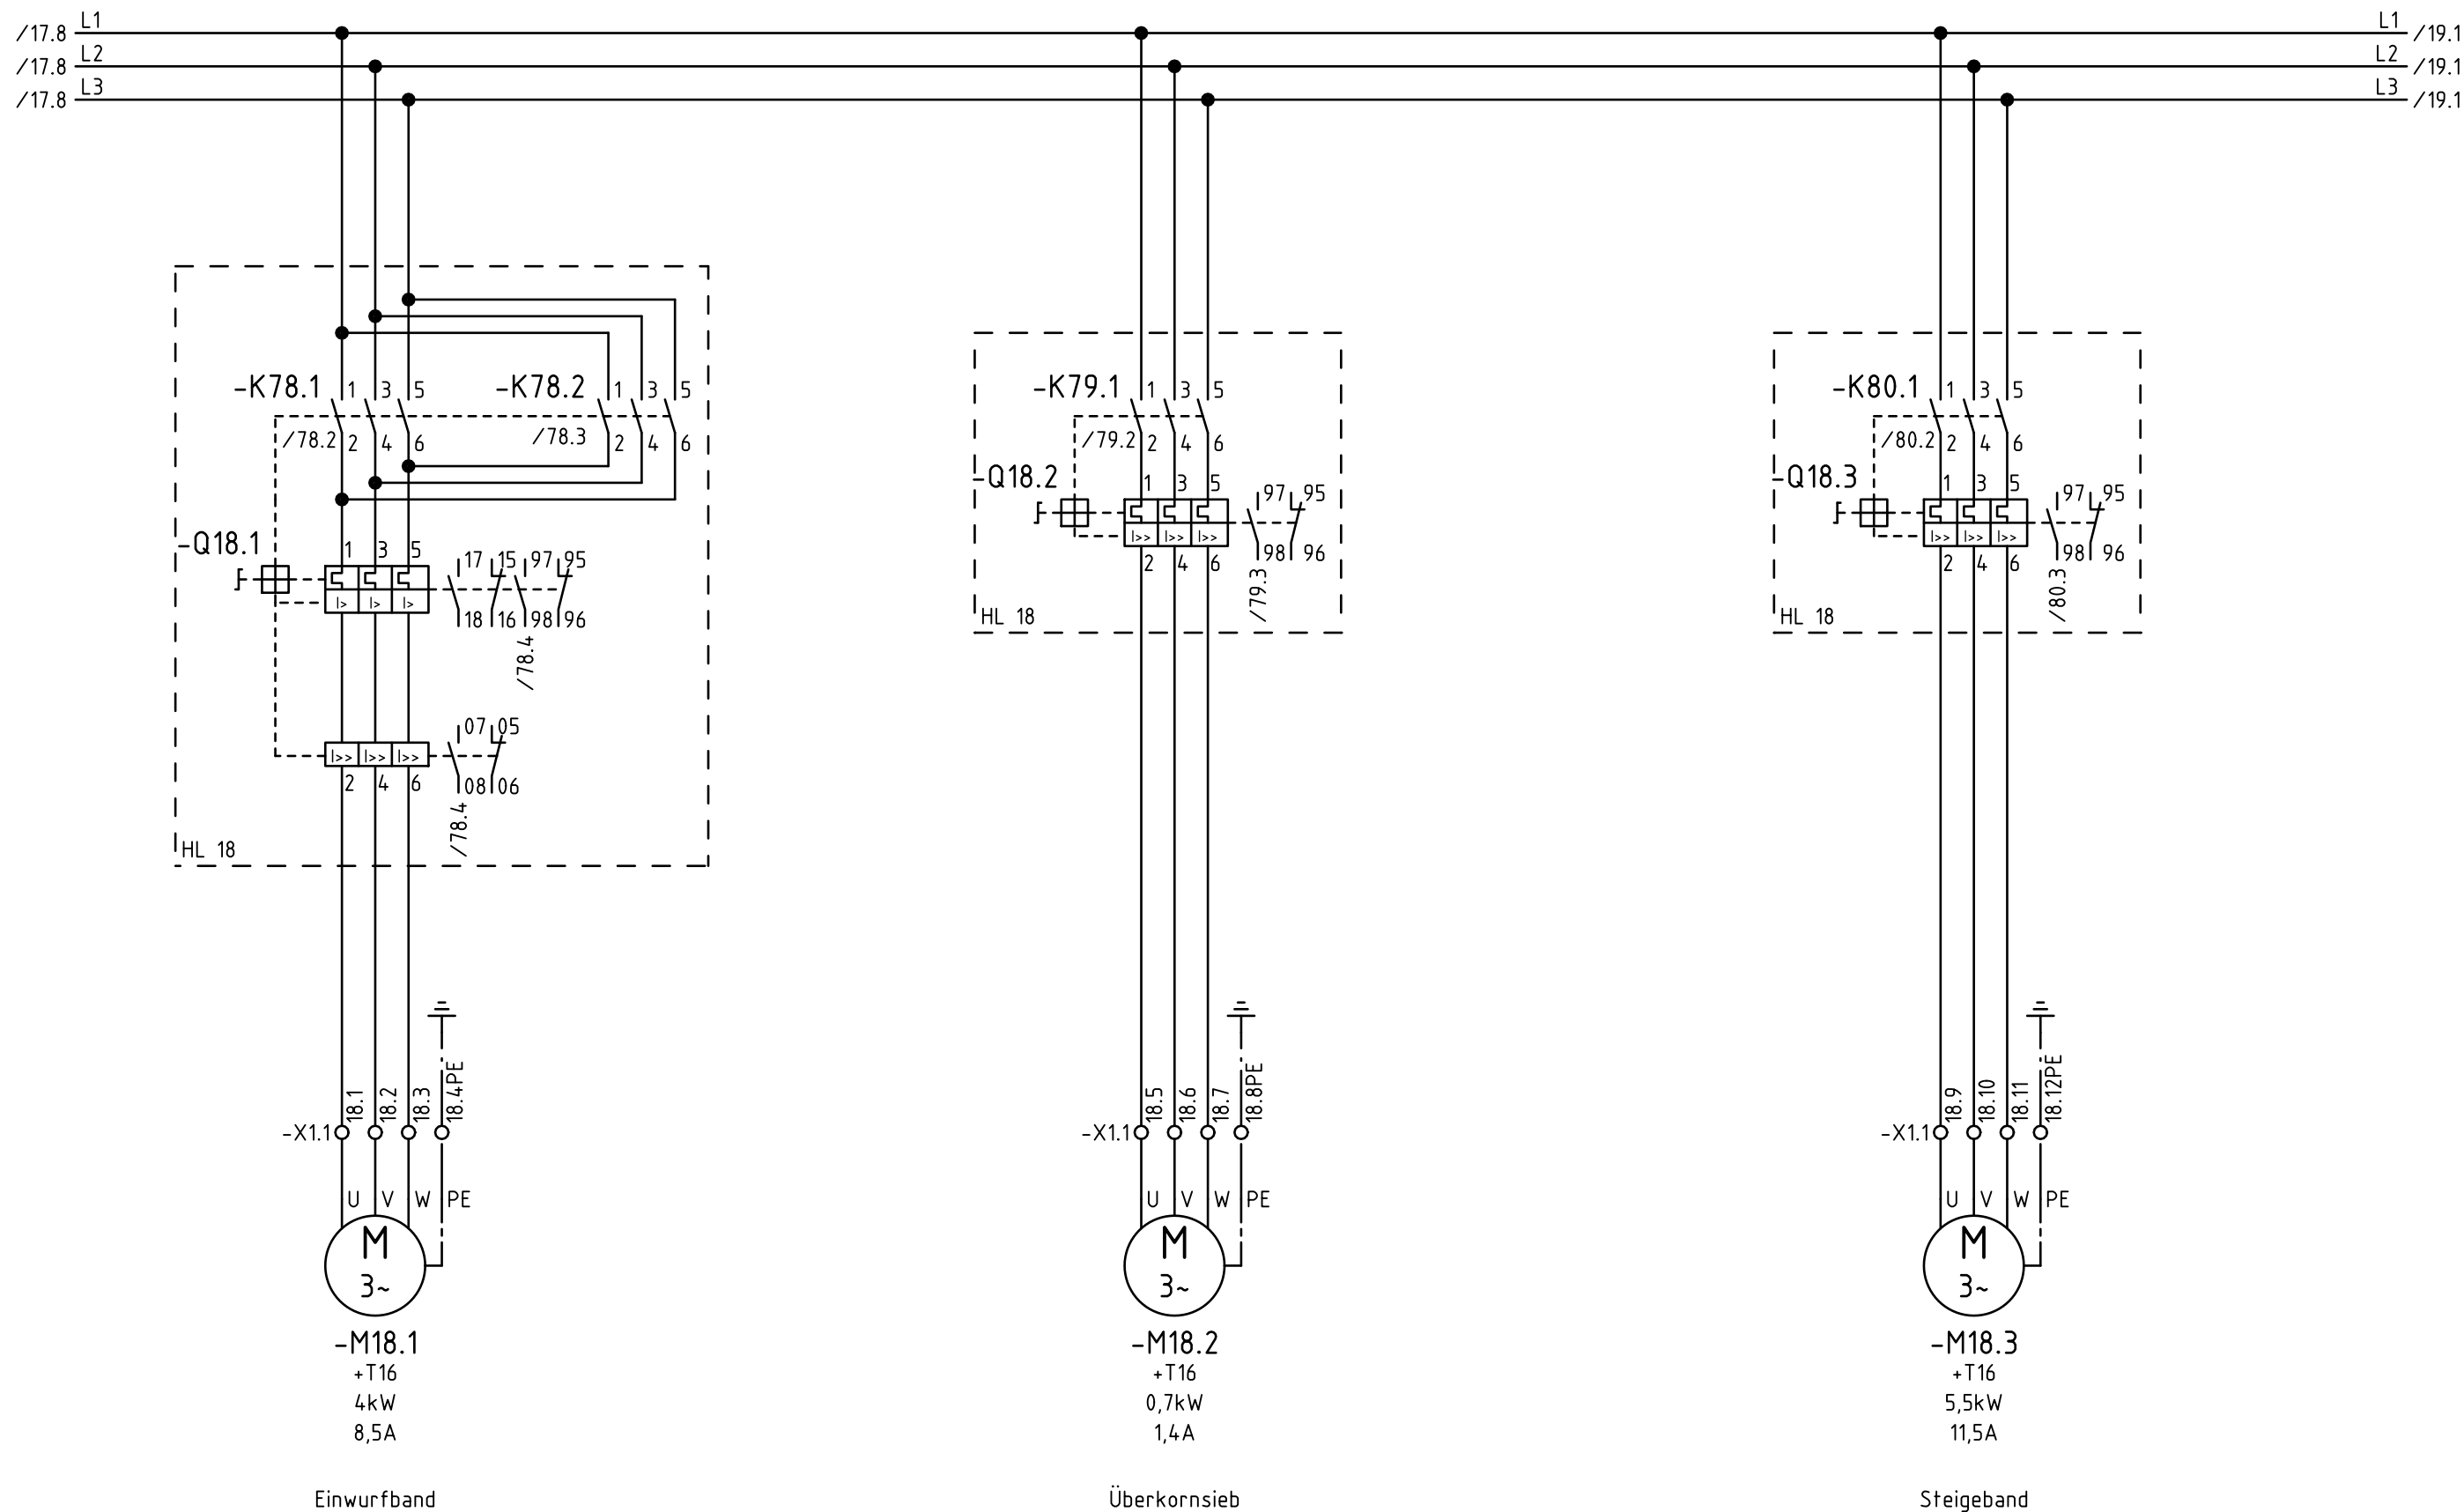 /17.8 L1 L1 /19.1
/17.8 L2 L2 /19.1
/17.8 L3 L3 /19.1
-K78.1 1 3 5 -K78.2 1 3 5
/78.2 2 4 6 /78.3 2 4 6
-Q18.1 1 3 5
17 15 97 95
I> I> I>
18 16 98 96
/78.4
07 05
I>> I>> I>>
2 4 6 08 06
/78.4
HL 18
-K79.1 1 3 5
/79.2 2 4 6
-Q18.2 1 3 5 97 95
I>> I>> I>>
2 4 6 98 96
/79.3
HL 18
-K80.1 1 3 5
/80.2 2 4 6
-Q18.3 1 3 5 97 95
I>> I>> I>>
2 4 6 98 96
/80.3
HL 18
18.1 18.2 18.3 18.4PE
-X1.1
U V W PE
M
3~
-M18.1
+T16
4kW
8,5A
Einwurfband
18.5 18.6 18.7 18.8PE
-X1.1
U V W PE
M
3~
-M18.2
+T16
0,7kW
1,4A
Überkornsieb
18.9 18.10 18.11 18.12PE
-X1.1
U V W PE
M
3~
-M18.3
+T16
5,5kW
11,5A
Steigeband